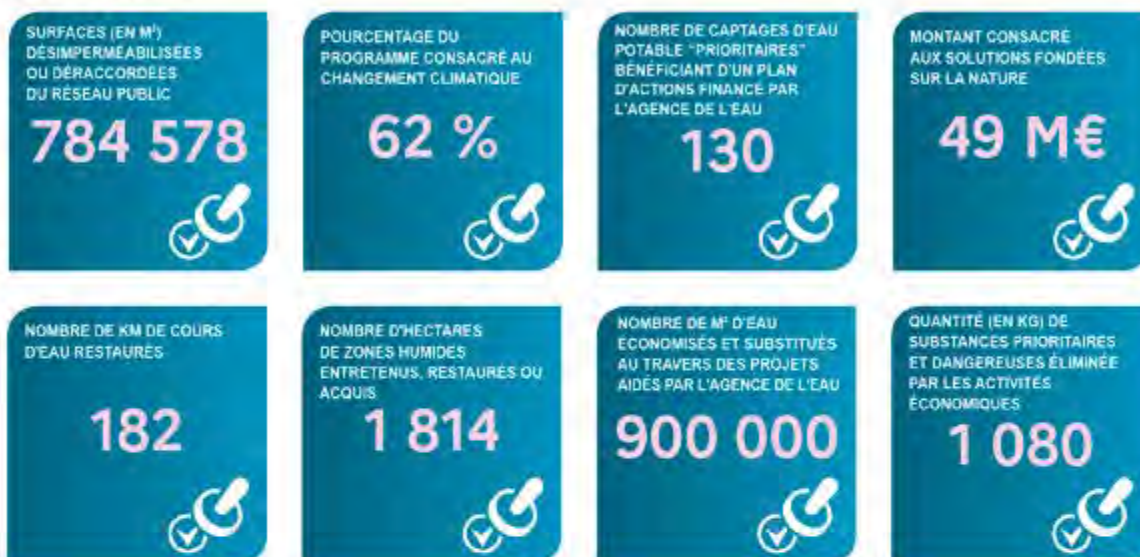 SURFACES (EN M²)
DÉSIMPERMÉABILISÉES
OU DÉRACCORDÉES
DU RÉSEAU PUBLIC
784 578
POURCENTAGE DU
PROGRAMME CONSACRÉ AU
CHANGEMENT CLIMATIQUE
62 %
NOMBRE DE CAPTAGES D'EAU
POTABLE "PRIORITAIRES"
BÉNÉFICIANT D'UN PLAN
D'ACTIONS FINANCÉ PAR
L'AGENCE DE L'EAU
130
MONTANT CONSACRÉ
AUX SOLUTIONS FONDÉES
SUR LA NATURE
49 M€
NOMBRE DE KM DE COURS
D'EAU RESTAURÉS
182
NOMBRE D'HECTARES
DE ZONES HUMIDES
ENTRETENUS, RESTAURÉS OU
ACQUIS
1 814
NOMBRE DE M³ D'EAU
ÉCONOMISÉS ET SUBSTITUÉS
AU TRAVERS DES PROJETS
AIDÉS PAR L'AGENCE DE L'EAU
900 000
QUANTITÉ (EN KG) DE
SUBSTANCES PRIORITAIRES
ET DANGEREUSES ÉLIMINÉE
PAR LES ACTIVITÉS
ÉCONOMIQUES
1 080